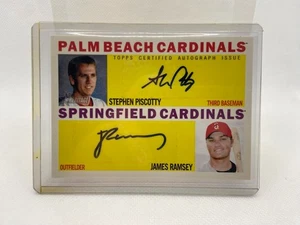 PALM BEACH CARDINALS
TOPPS CERTIFIED AUTOGRAPH ISSUE
STEPHEN PISCOTTY
THIRD BASEMAN
SPRINGFIELD CARDINALS
OUTFIELDER
JAMES RAMSEY